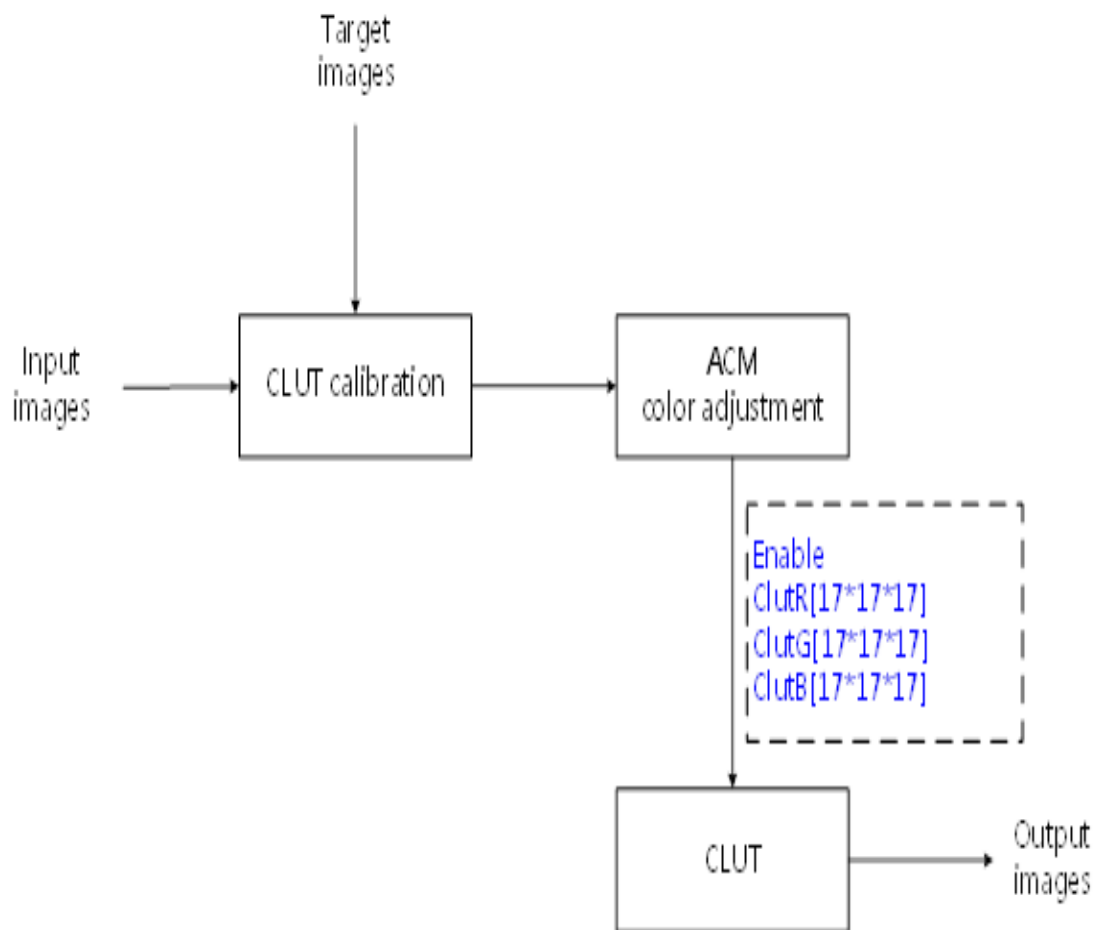 Target
images
Input
images
CLUT calibration
ACM
color adjustment
Enable
ClutR[17*17*17]
ClutG[17*17*17]
ClutB[17*17*17]
CLUT
Output
images